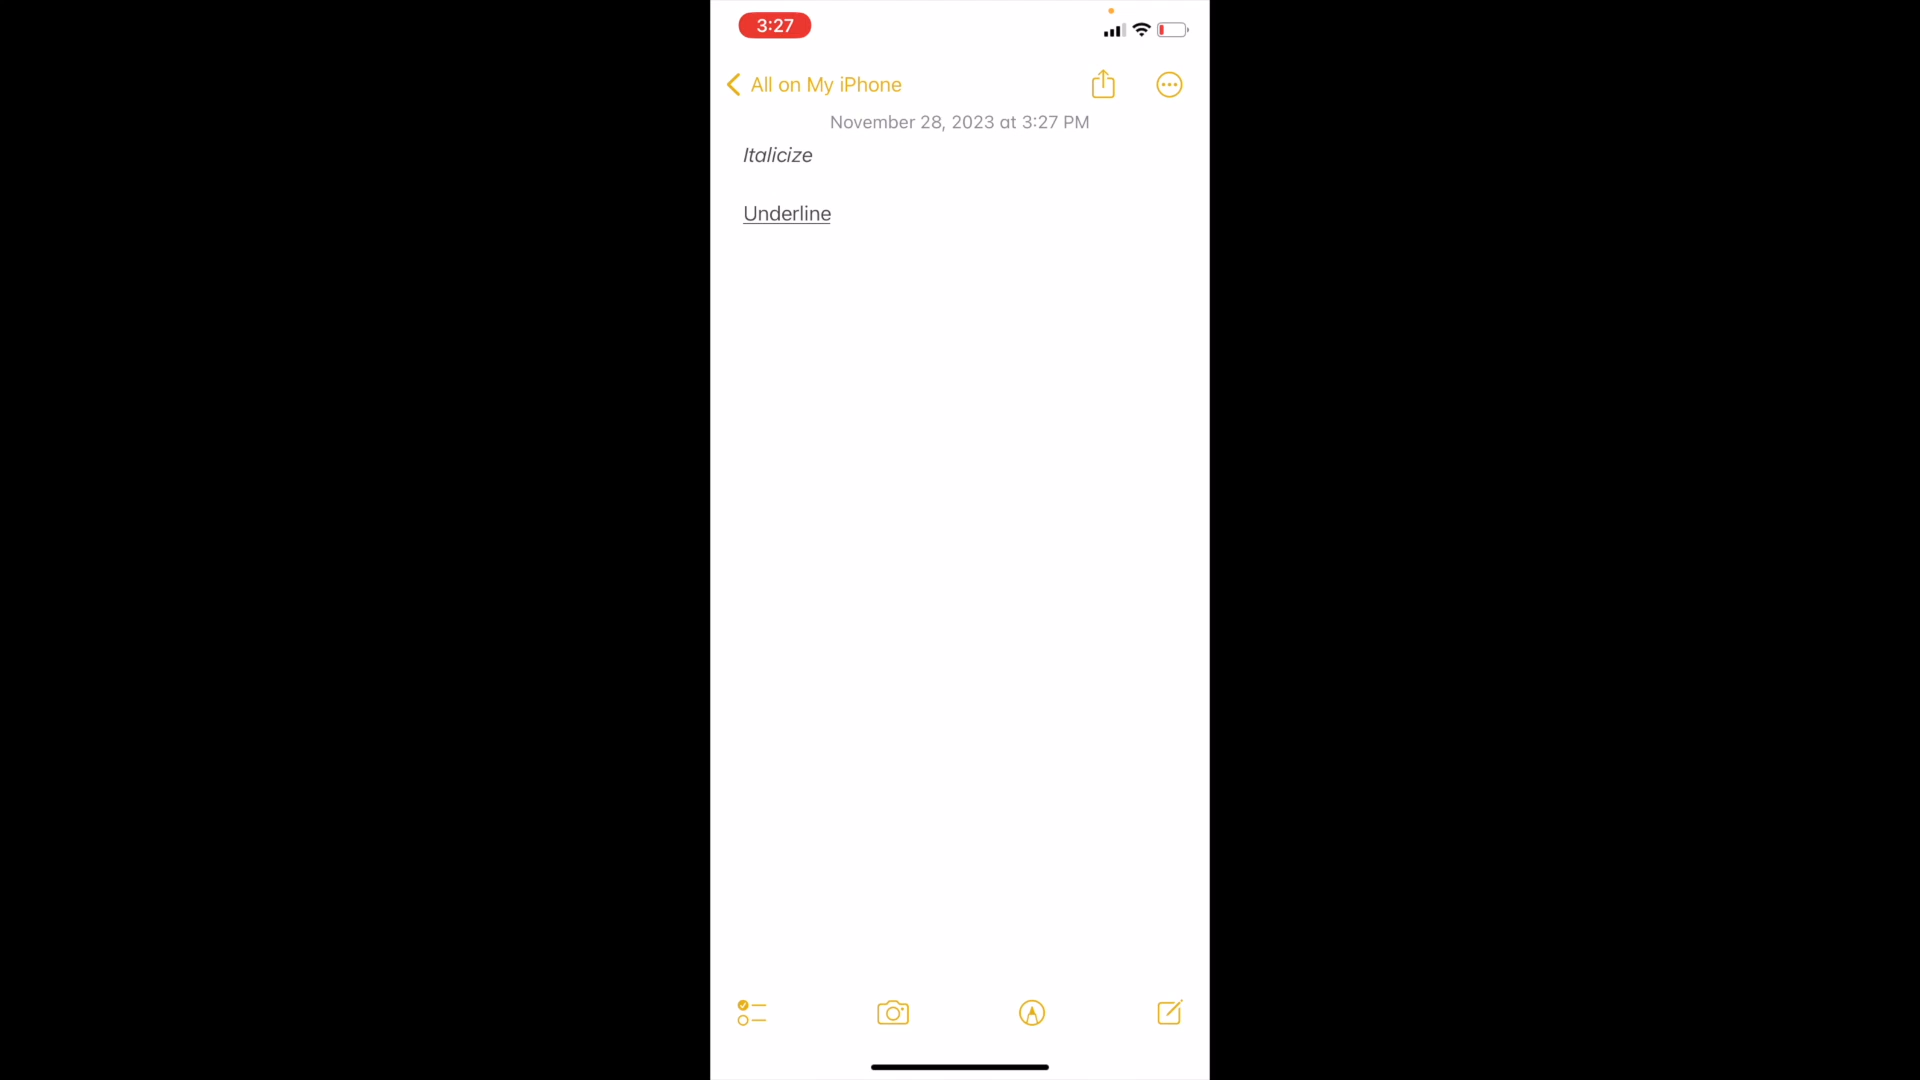 3:27
All on My iPhone
November 28, 2023 at 3:27 PM
Italicize
Underline